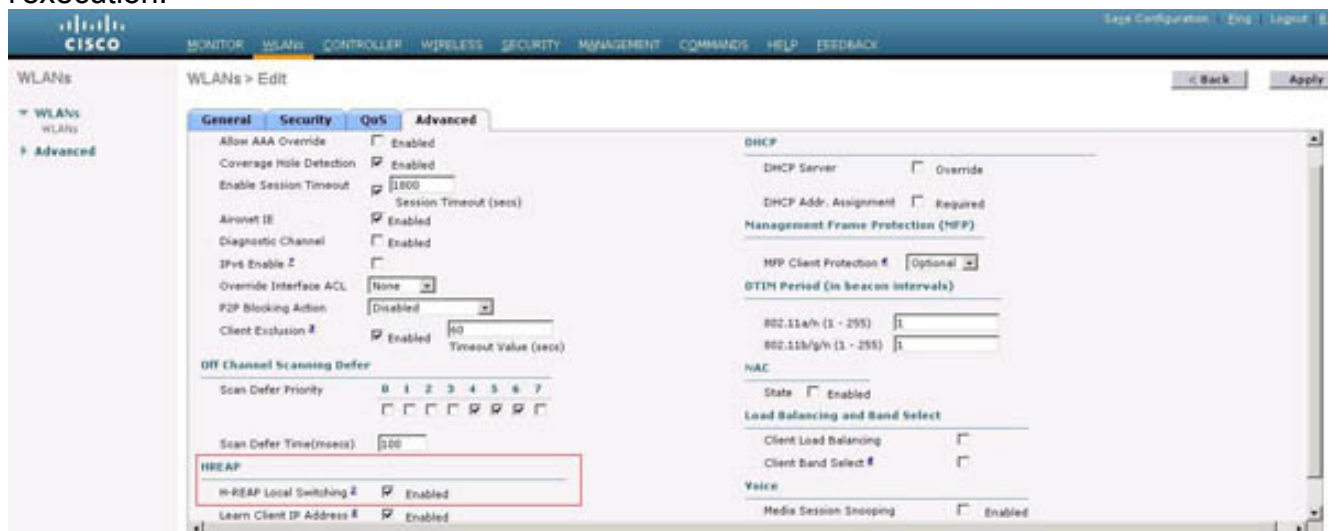 l'exécution.
CISCO
Save Configuration Ping Logout
MONITOR WLANs CONTROLLER WIRELESS SECURITY MANAGEMENT COMMANDS HELP FEEDBACK
WLANs
WLANs > Edit
< Back
Apply
WLANs
WLANs
Advanced
General Security QoS Advanced
Allow AAA Override Enabled
Coverage Hole Detection Enabled
Enable Session Timeout 1800
Session Timeout (secs)
Aironet IE Enabled
Diagnostic Channel Enabled
IPv6 Enable
Override Interface ACL None
P2P Blocking Action Disabled
Client Exclusion Enabled 60
Timeout Value (secs)
Off Channel Scanning Defer
Scan Defer Priority 0 1 2 3 4 5 6 7
Scan Defer Time(msecs) 100
HREAP
H-REAP Local Switching 2 Enabled
Learn Client IP Address Enabled
DHCP
DHCP Server Override
DHCP Addr. Assignment Required
Management Frame Protection (MFP)
MFP Client Protection Optional
DTIM Period (in beacon intervals)
802.11a/n (1 - 255) 1
802.11b/g/n (1 - 255) 1
NAC
State Enabled
Load Balancing and Band Select
Client Load Balancing
Client Band Select
Voice
Media Session Snooping Enabled